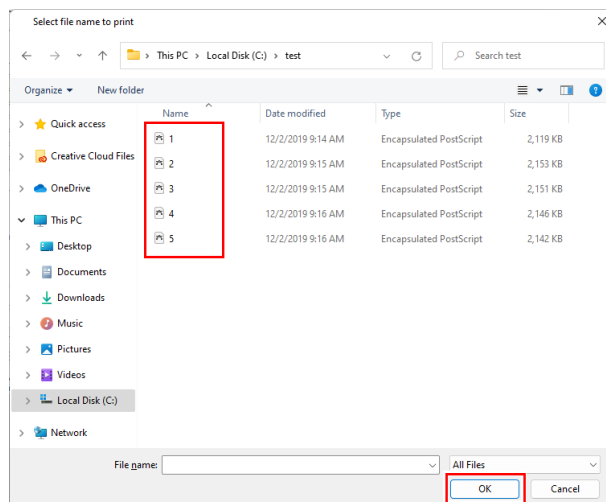 Select file name to print
This PC > Local Disk (C:) > test
Search test
Organize New folder
Name Date modified Type Size
1 12/2/2019 9:14 AM Encapsulated PostScript 2,119 KB
2 12/2/2019 9:15 AM Encapsulated PostScript 2,153 KB
3 12/2/2019 9:15 AM Encapsulated PostScript 2,151 KB
4 12/2/2019 9:16 AM Encapsulated PostScript 2,146 KB
5 12/2/2019 9:16 AM Encapsulated PostScript 2,142 KB
Quick access
Creative Cloud Files
OneDrive
This PC
Desktop
Documents
Downloads
Music
Pictures
Videos
Local Disk (C:)
Network
File name: All Files
OK Cancel